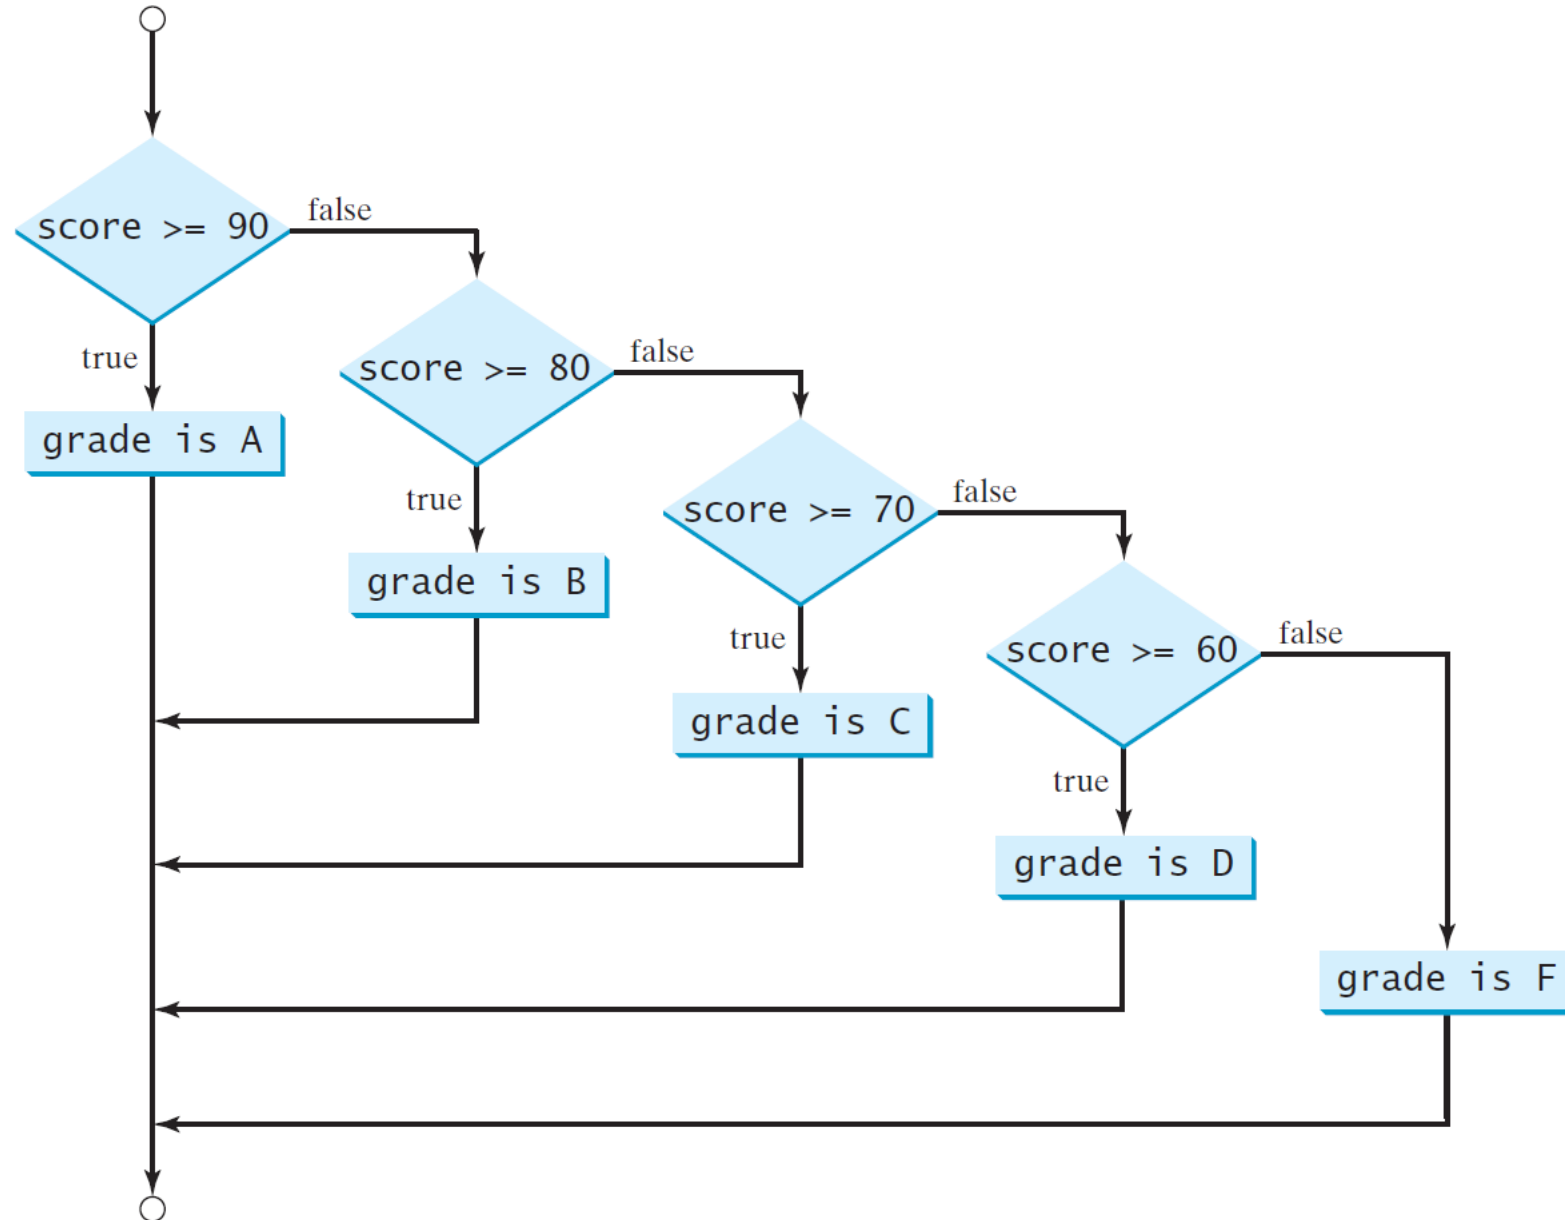 score >= 90
false
true
grade is A
score >= 80
false
true
grade is B
score >= 70
false
true
grade is C
score >= 60
false
true
grade is D
grade is F